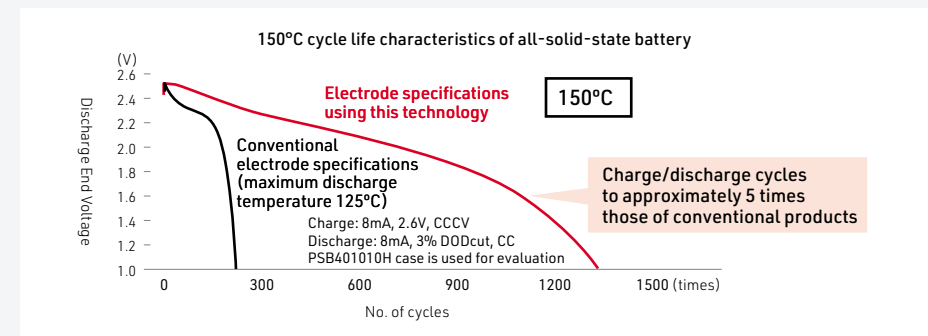 150ºC cycle life characteristics of all-solid-state battery
(V)
2.6
2.4
2.2
2.0
1.8
1.6
1.4
1.2
1.0
Discharge End Voltage
Electrode specifications
using this technology
150ºC
Conventional
electrode specifications
(maximum discharge
temperature 125ºC)
Charge: 8mA, 2.6V, CCCV
Discharge: 8mA, 3% DODcut, CC
PSB401010H case is used for evaluation
Charge/discharge cycles
to approximately 5 times
those of conventional products
0 300 600 900 1200 1500 (times)
No. of cycles